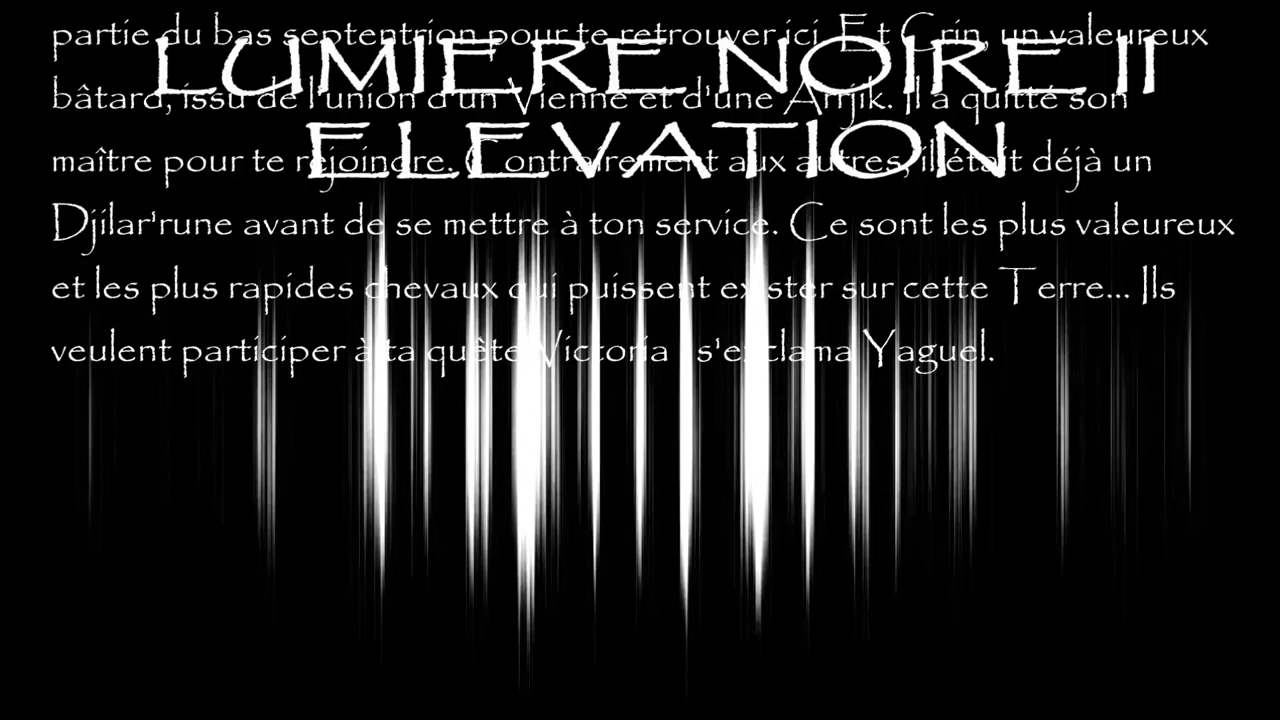 partie du bas septentrion pour te retrouver ici. Et Crin, un valeureux
LUMIERE NOIRE II
bâtard, issu de l'union d'un Vienne et d'une Anjik. Il a quitté son
ELEVATION
maître pour te rejoindre. Contrairement aux autres, il était déjà un
Djilar'rune avant de se mettre à ton service. Ce sont les plus valeureux
et les plus rapides chevaux qui puissent exister sur cette Terre... Ils
veulent participer à ta quête Victoria s'exclama Yaguel.